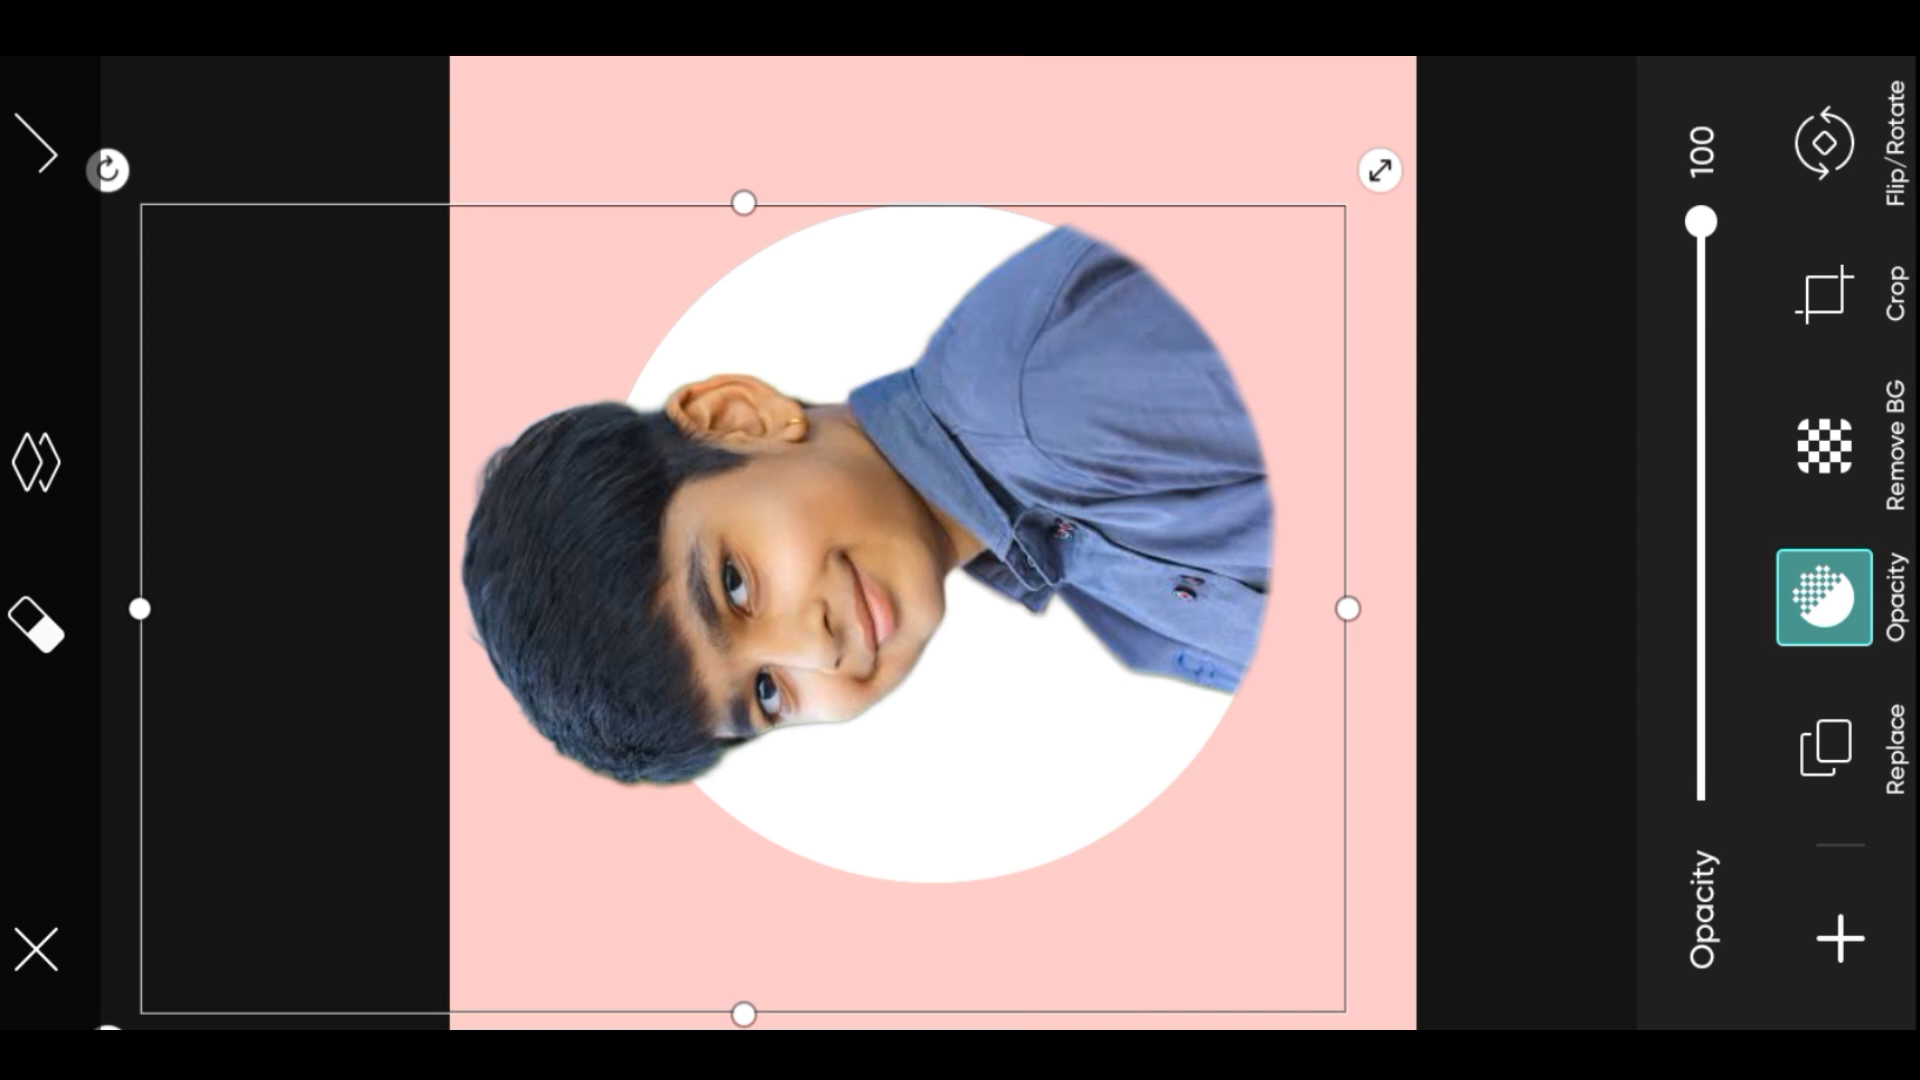 Opacity 100
Replace
Opacity
Remove BG
Crop
Flip/Rotate